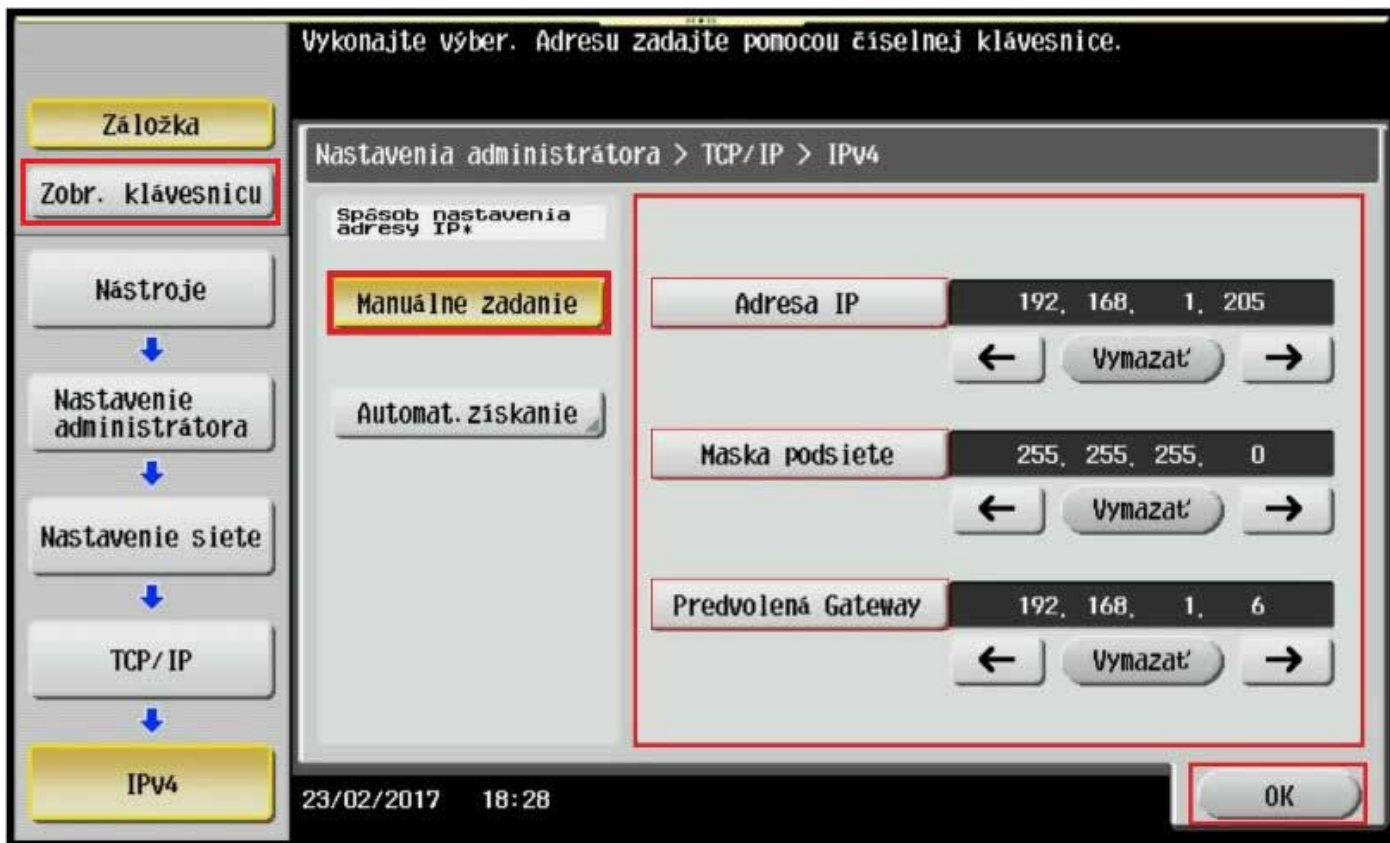 Vykonajte výber. Adresu zadajte pomocou číselnej klávesnice.
Záložka
Zobr. klávesnicu
Nástroje
Nastavenie
administrátora
Nastavenie siete
TCP/IP
IPv4
Nastavenia administrátora > TCP/IP > IPv4
Spôsob nastavenia
adresy IP*
Manuálne zadanie
Automat.získanie
Adresa IP 192. 168. 1. 205
← Vymazať →
Maska podsiete 255. 255. 255. 0
← Vymazať →
Predvolená Gateway 192. 168. 1. 6
← Vymazať →
23/02/2017 18:28
OK